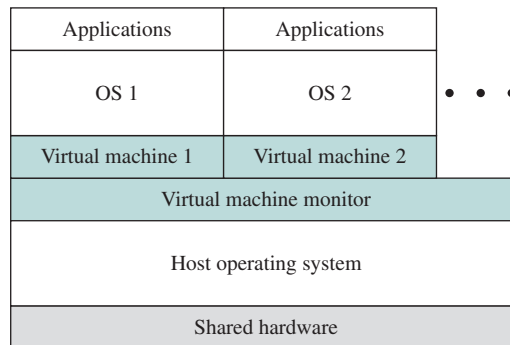 Applications
Applications
OS 1
OS 2
Virtual machine 1
Virtual machine 2
Virtual machine monitor
Host operating system
Shared hardware